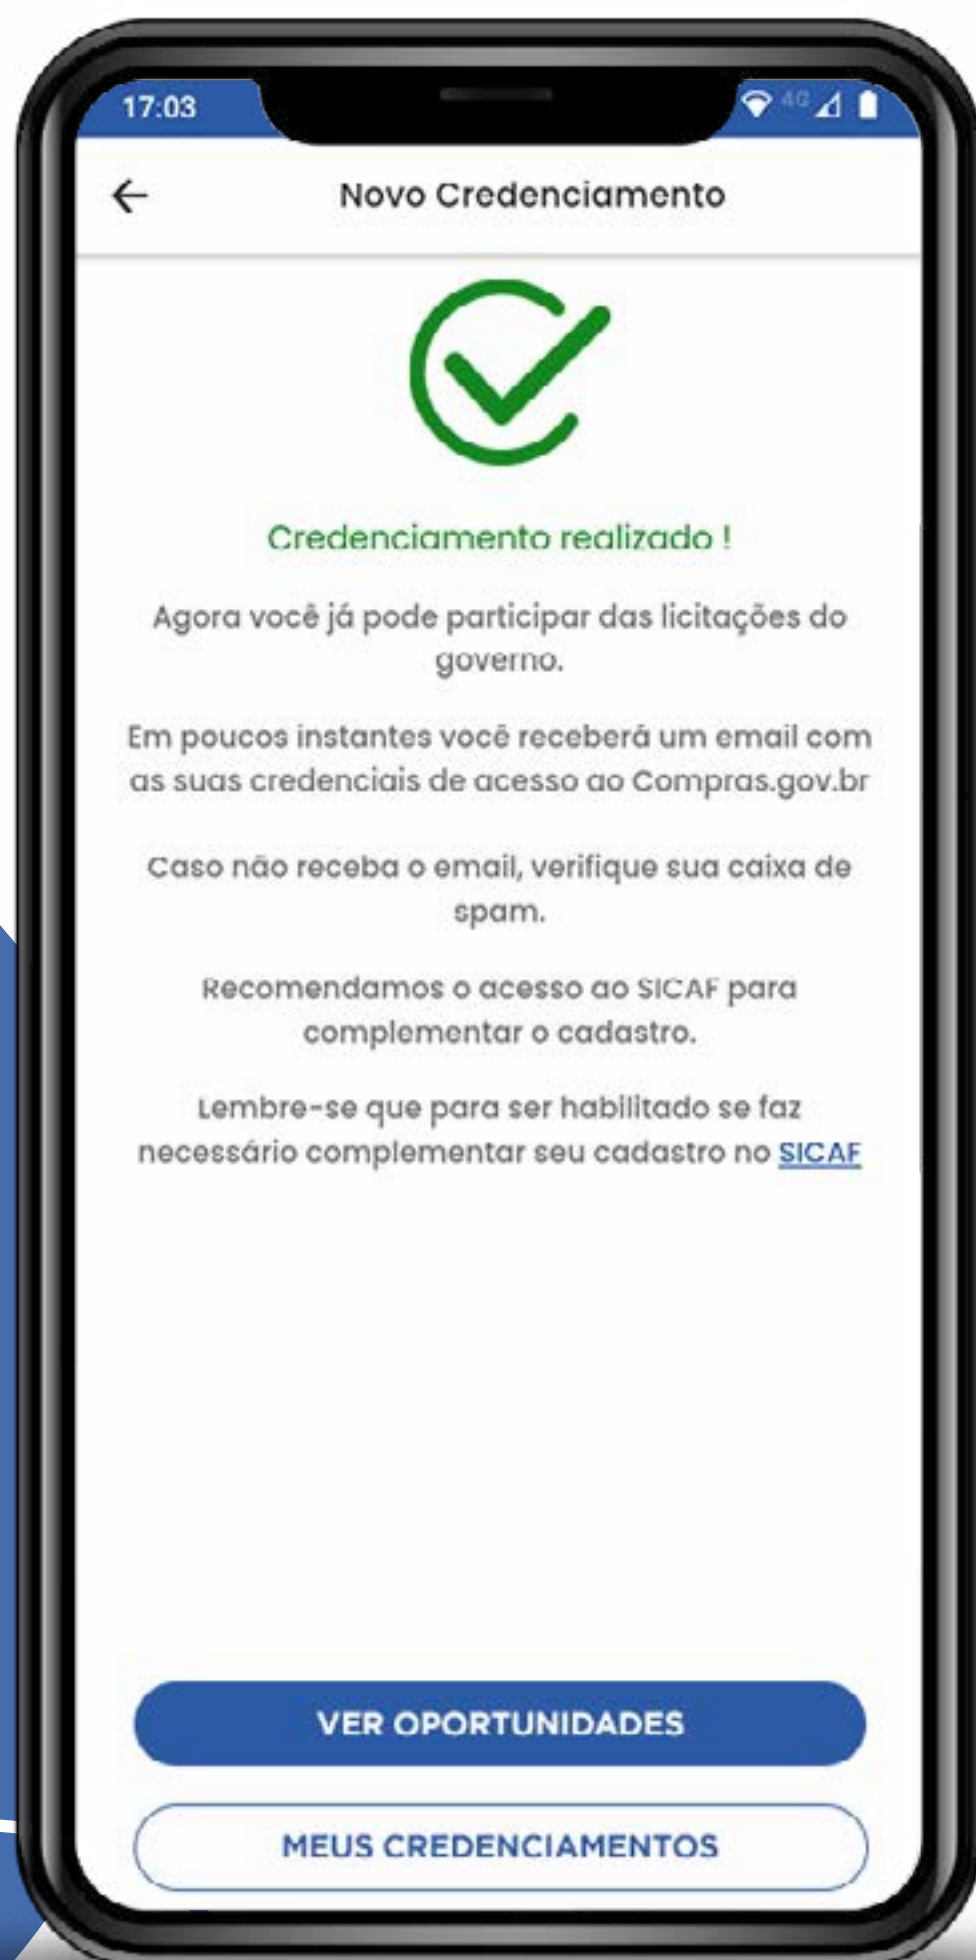 17:03
4G
Novo Credenciamento
Credenciamento realizado !
Agora você já pode participar das licitações do
governo.
Em poucos instantes você receberá um email com
as suas credenciais de acesso ao Compras.gov.br
Caso não receba o email, verifique sua caixa de
spam.
Recomendamos o acesso ao SICAF para
complementar o cadastro.
Lembre-se que para ser habilitado se faz
necessário complementar seu cadastro no SICAF
VER OPORTUNIDADES
MEUS CREDENCIAMENTOS